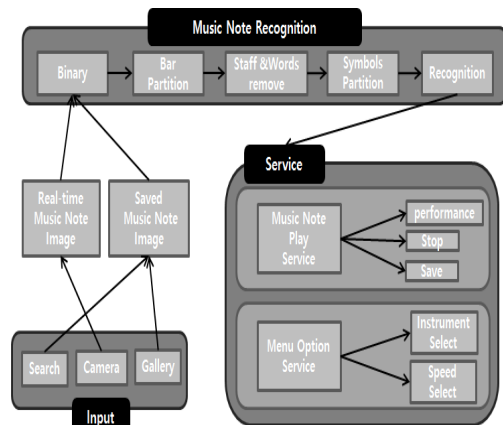 Music Note Recognition
Binary
Bar
Partition
Staff &Words
remove
Symbols
Partition
Recognition
Real-time
Music Note
Image
Saved
Music Note
Image
Search
Camera
Gallery
Input
Service
Music Note
Play
Service
performance
Stop
Save
Menu Option
Service
Instrument
Select
Speed
Select